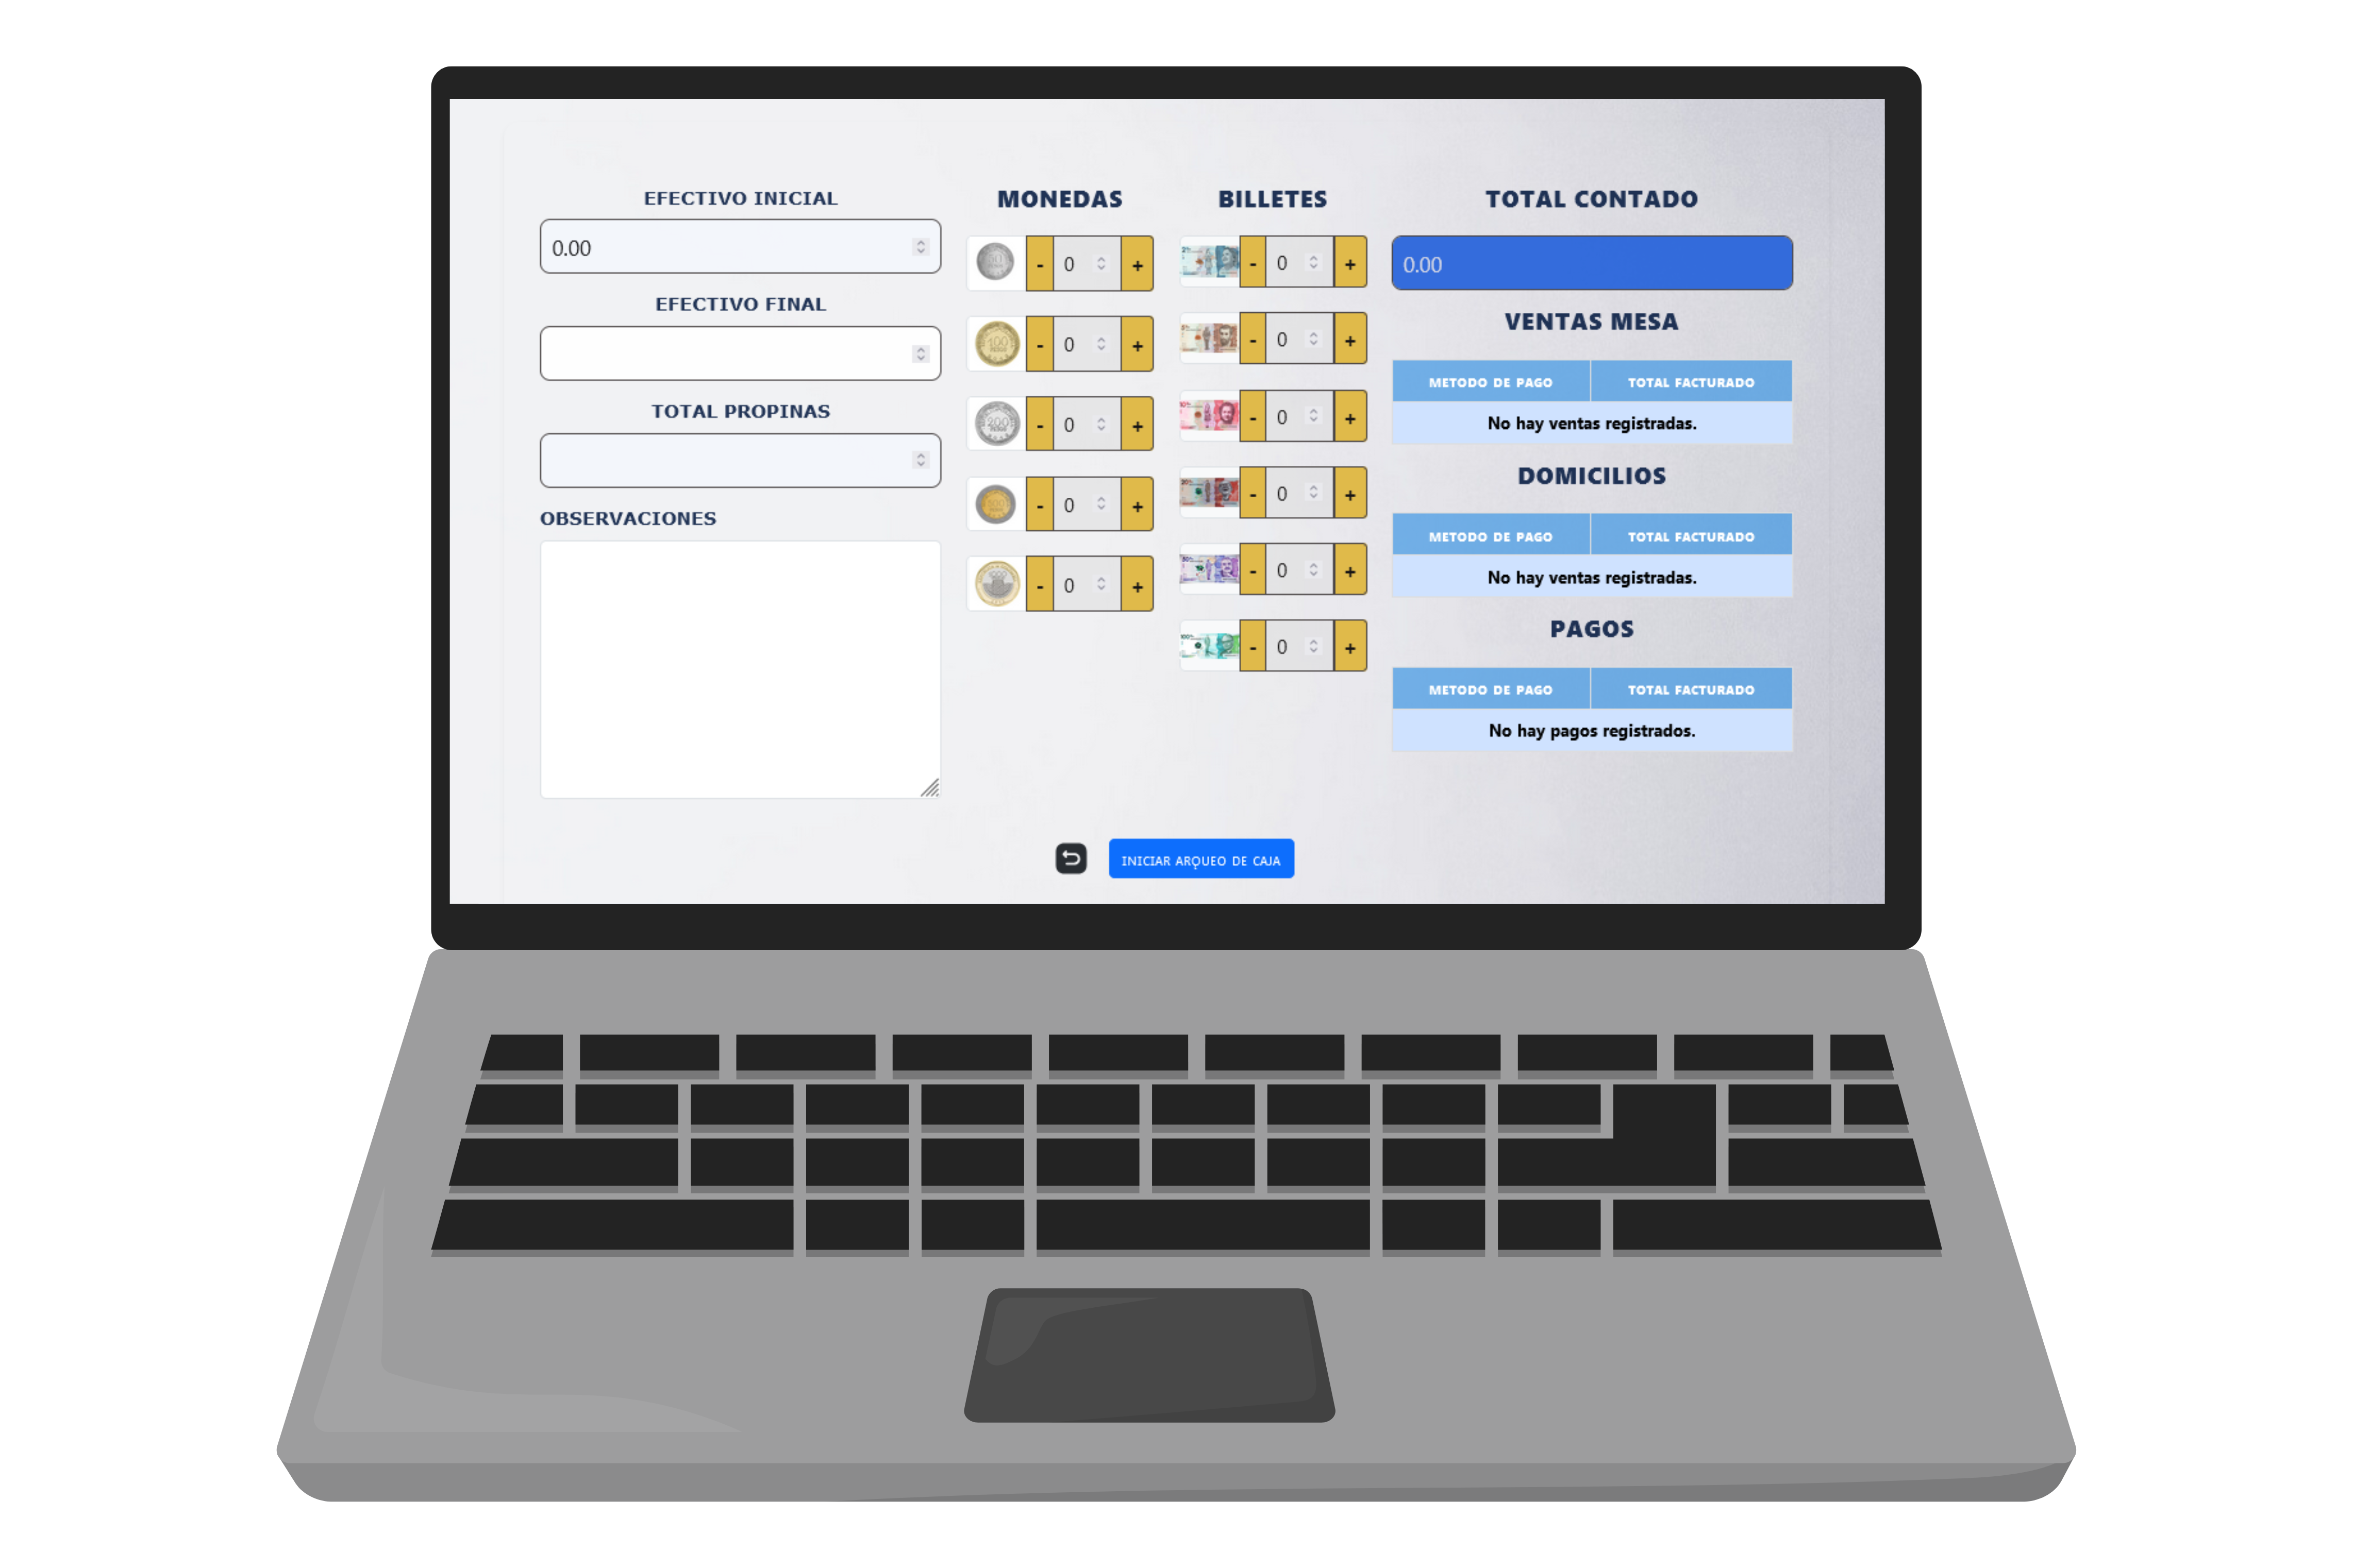 EFECTIVO INICIAL
0.00
EFECTIVO FINAL
TOTAL PROPINAS
OBSERVACIONES
MONEDAS
- 0 +
100
- 0 +
200
- 0 +
- 0 +
1000
- 0 +
BILLETES
- 0 +
- 0 +
- 0 +
- 0 +
- 0 +
- 0 +
TOTAL CONTADO
0.00
VENTAS MESA
METODO DE PAGO TOTAL FACTURADO
No hay ventas registradas.
DOMICILIOS
METODO DE PAGO TOTAL FACTURADO
No hay ventas registradas.
PAGOS
METODO DE PAGO TOTAL FACTURADO
No hay pagos registrados.
INICIAR ARQUEO DE CAJA